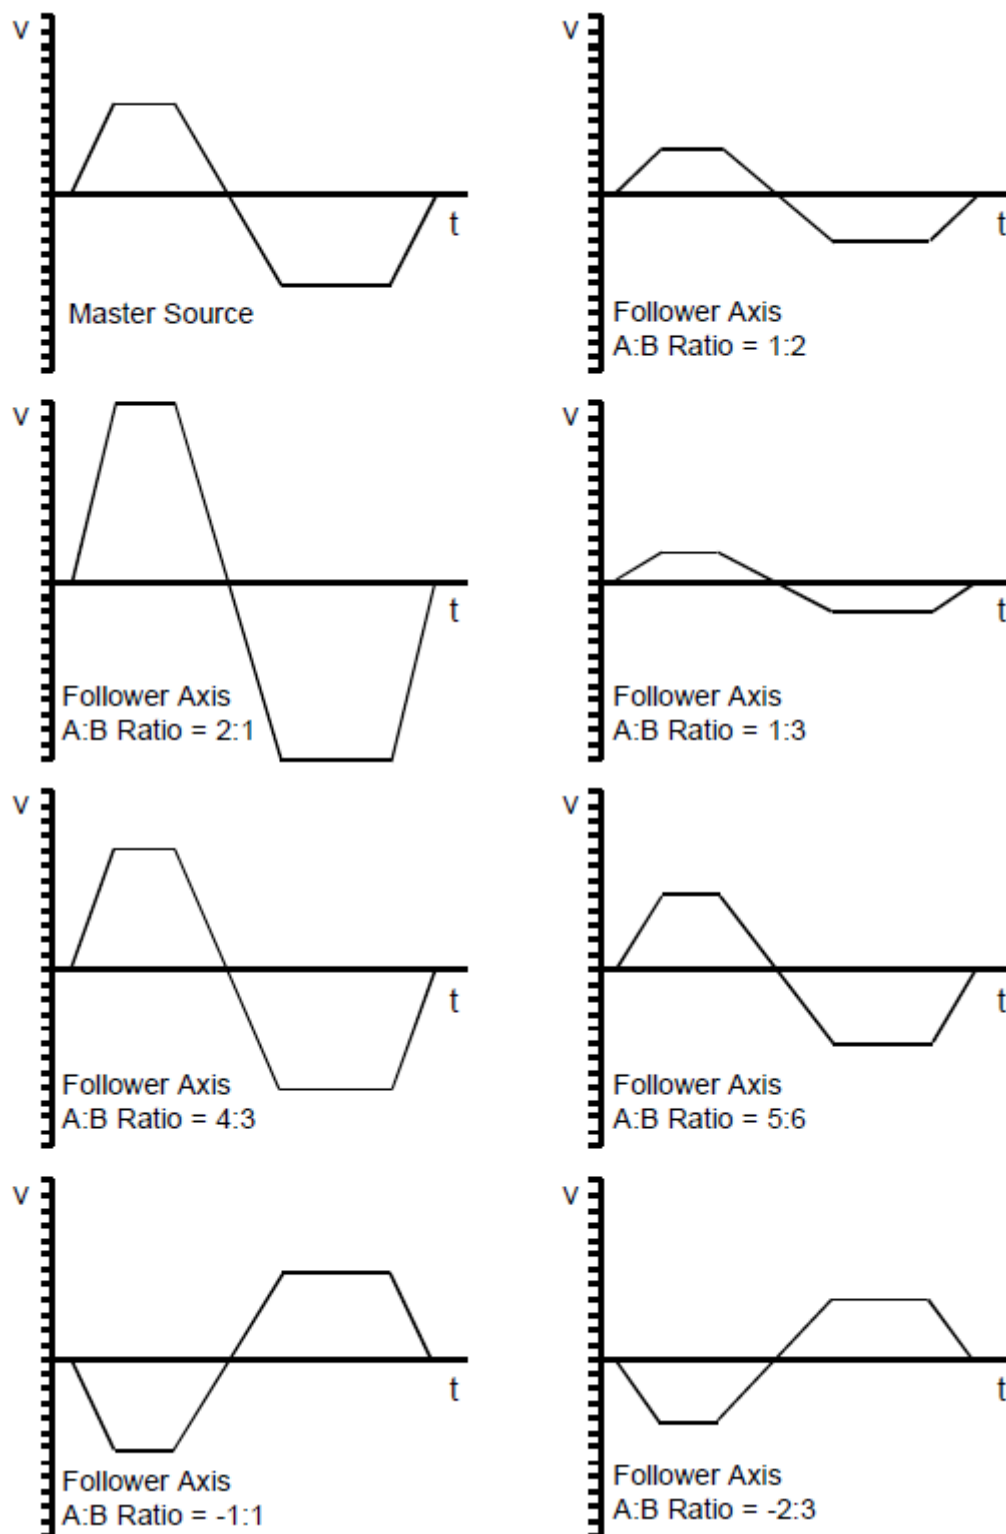 v
t
Master Source
v
t
Follower Axis
A:B Ratio = 1:2
v
t
Follower Axis
A:B Ratio = 2:1
v
t
Follower Axis
A:B Ratio = 1:3
v
t
Follower Axis
A:B Ratio = 4:3
v
t
Follower Axis
A:B Ratio = 5:6
v
t
Follower Axis
A:B Ratio = -1:1
v
t
Follower Axis
A:B Ratio = -2:3